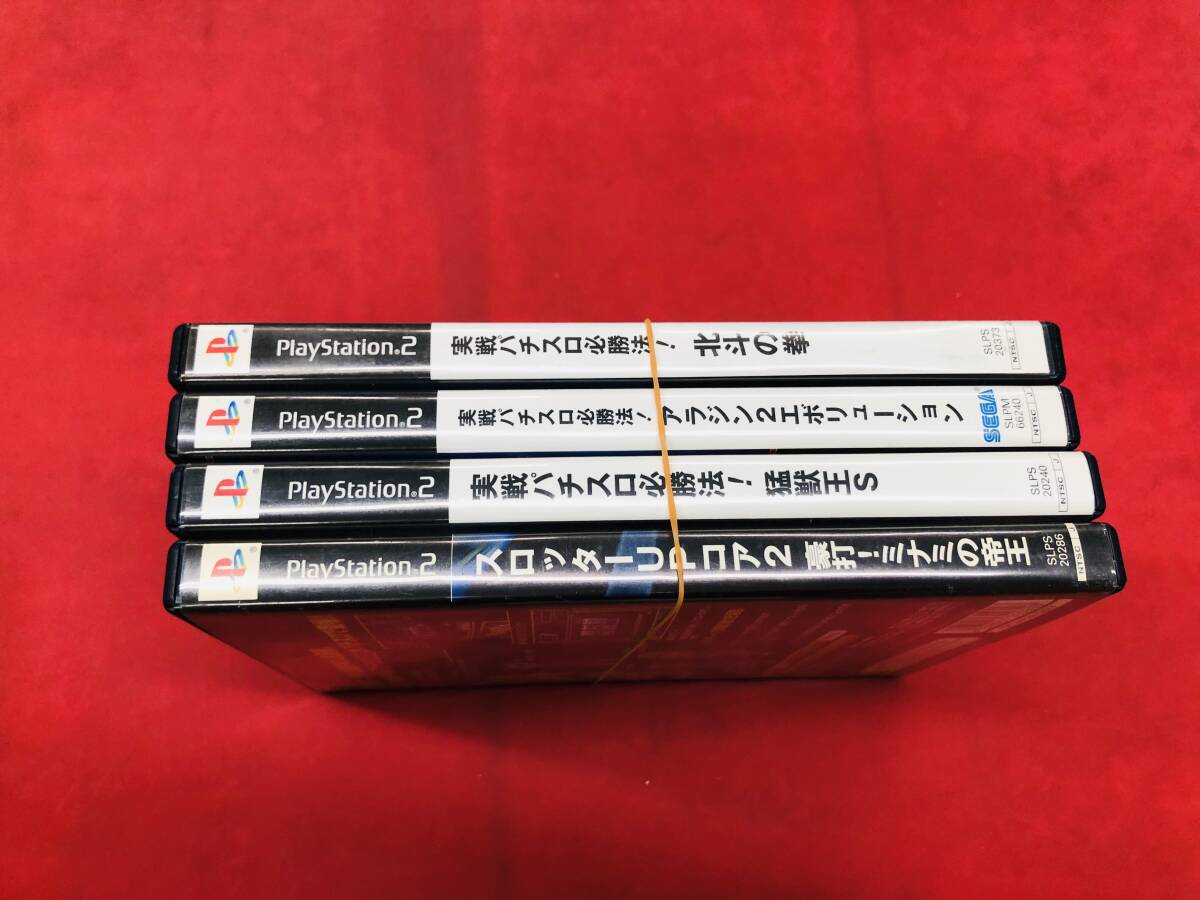 PlayStation®2 実戦パチスロ必勝法! 北斗の拳 SLPS 20373 NTSC J
PlayStation®2 実戦パチスロ必勝法! アラジン2エボリューション SEGA SLPM 66240 NTSC J
PlayStation®2 実戦パチスロ必勝法! 猛獣王S SLPS 20240 NTSC J
PlayStation®2 スロッターUPコア2 豪打!ミナミの帝王 SLPS 20286 NTSC J